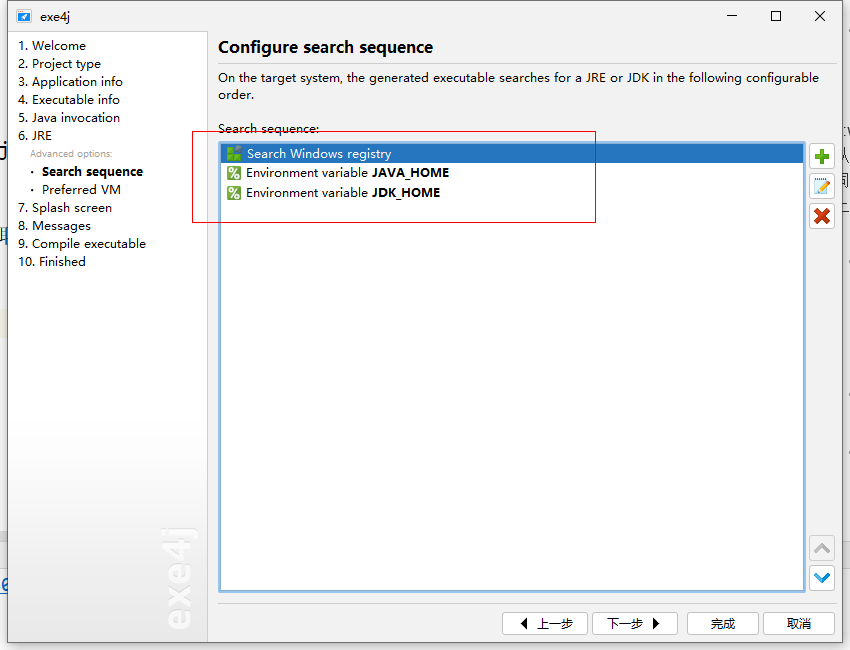 exe4j
1. Welcome
2. Project type
3. Application info
4. Executable info
5. Java invocation
6. JRE
Advanced options:
· Search sequence
· Preferred VM
7. Splash screen
8. Messages
9. Compile executable
10. Finished
exe4j
Configure search sequence
On the target system, the generated executable searches for a JRE or JDK in the following configurable
order.
Search sequence:
Search Windows registry
Environment variable JAVA_HOME
Environment variable JDK_HOME
上一步
下一步
完成
取消